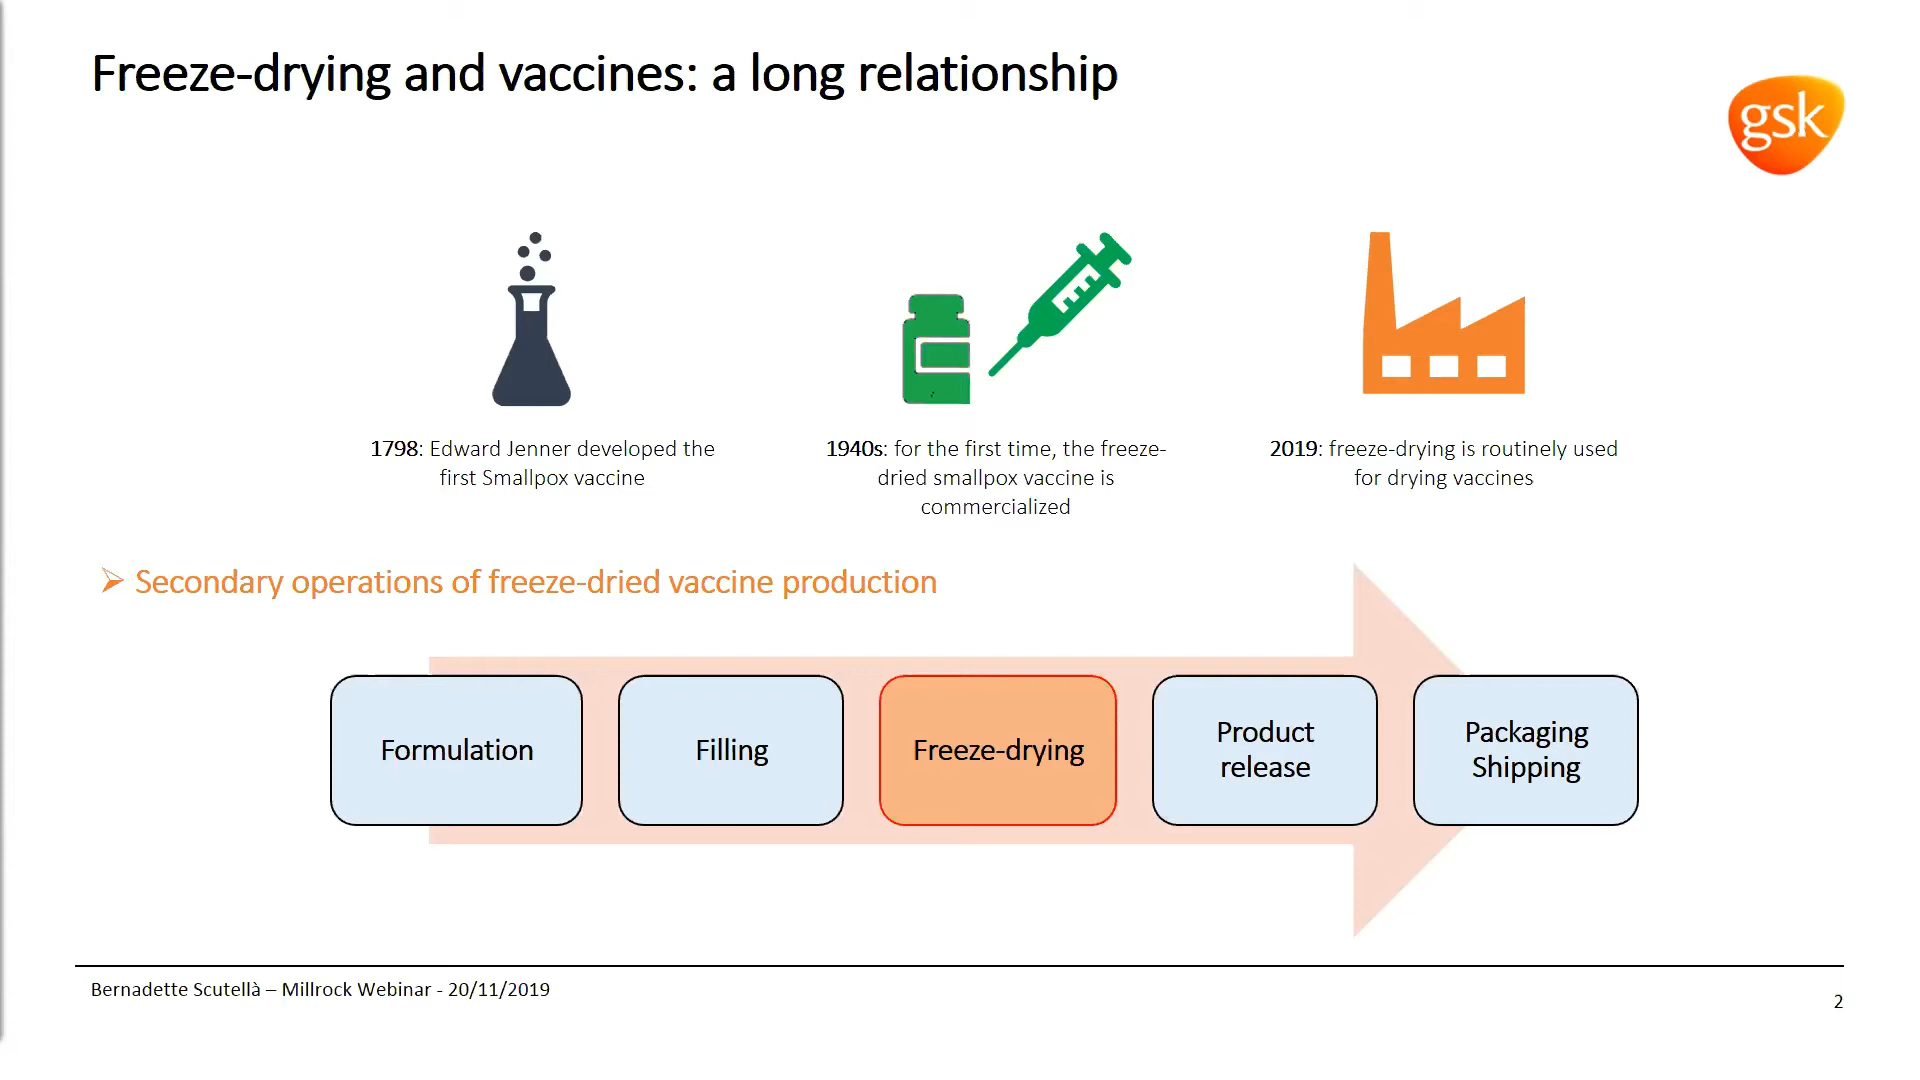 Freeze-drying and vaccines: a long relationship
gsk
1798: Edward Jenner developed the
first Smallpox vaccine
1940s: for the first time, the freeze-
dried smallpox vaccine is
commercialized
2019: freeze-drying is routinely used
for drying vaccines
➢ Secondary operations of freeze-dried vaccine production
Formulation
Filling
Freeze-drying
Product
release
Packaging
Shipping
Bernadette Scutellà – Millrock Webinar - 20/11/2019
2